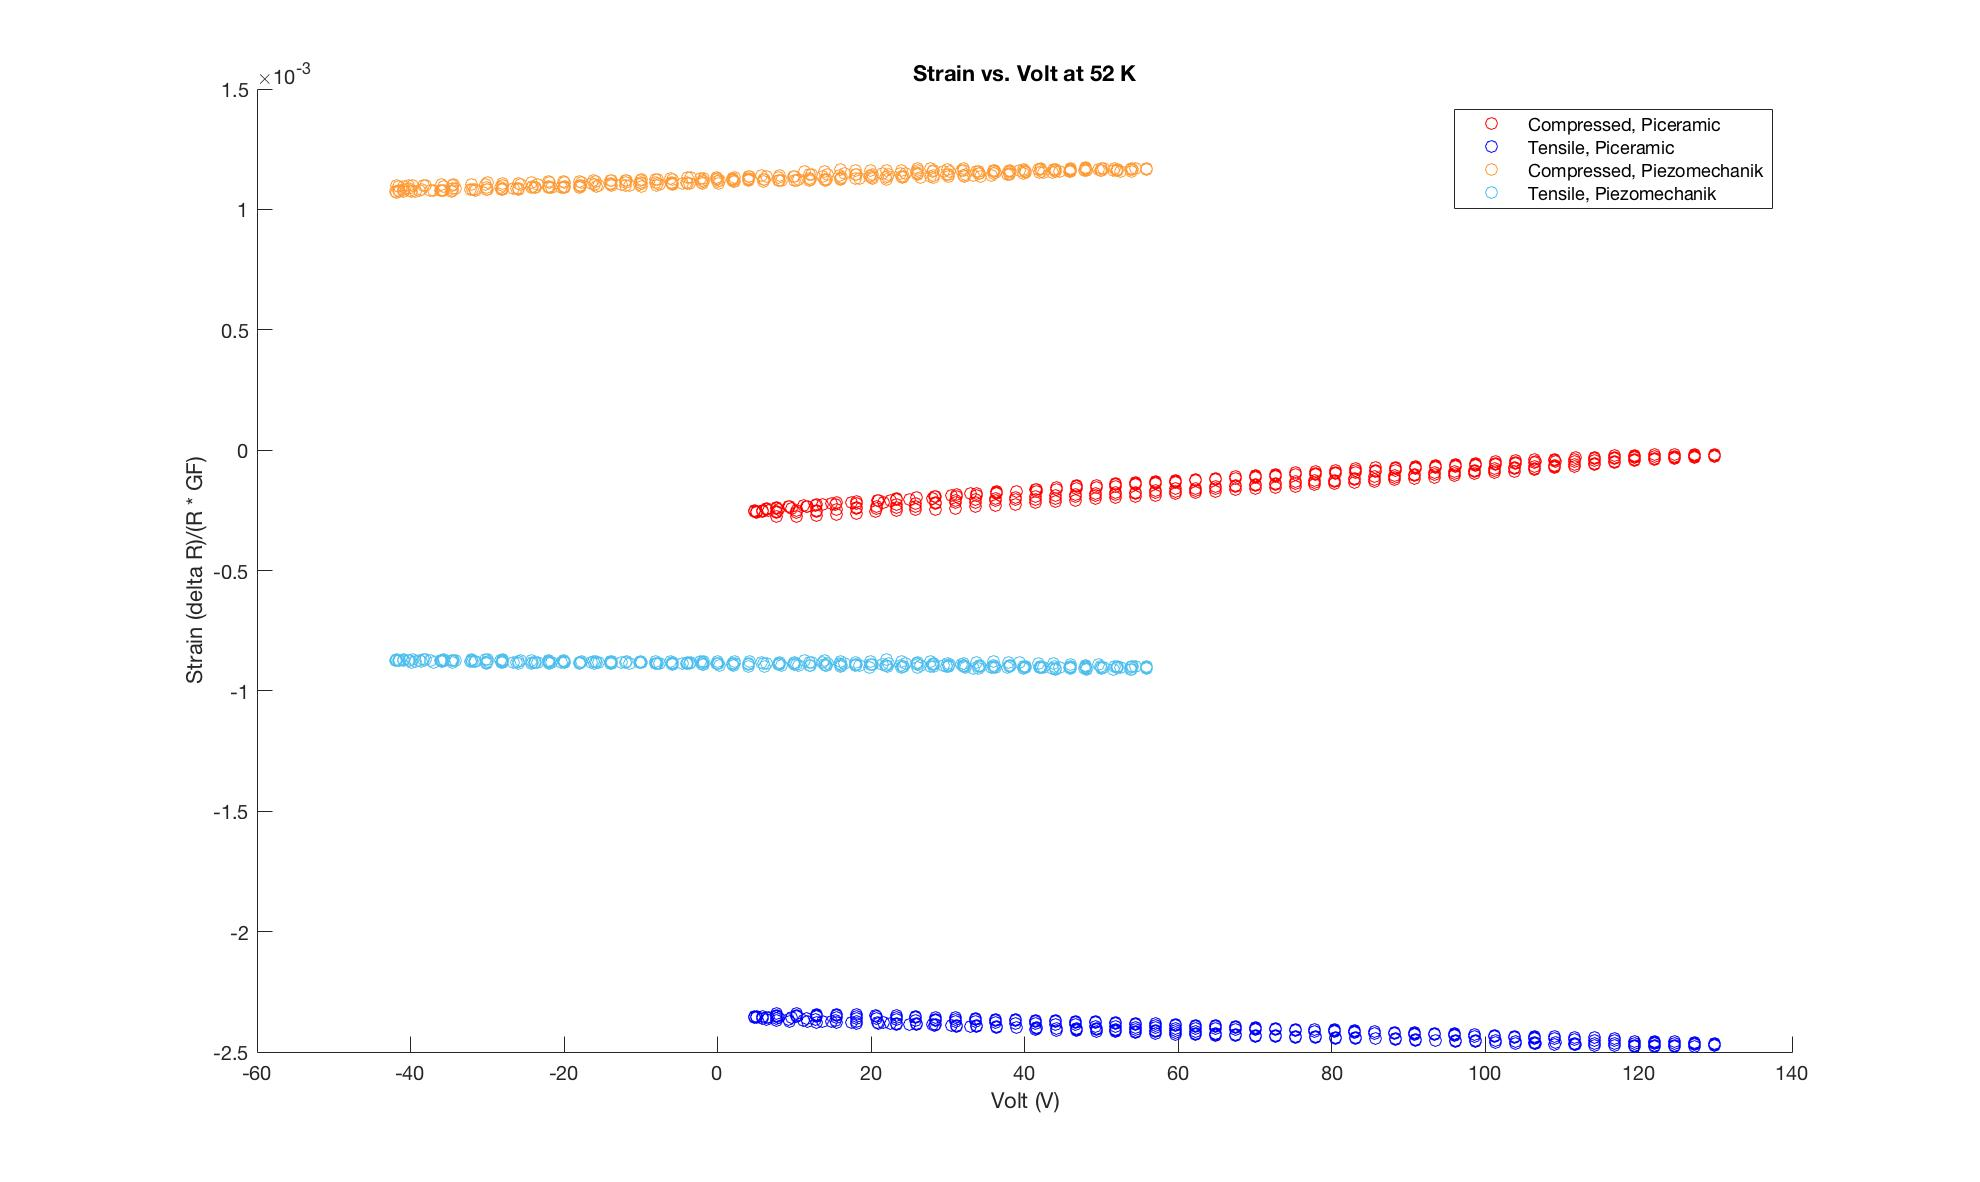 Strain vs. Volt at 52 K
×10-3
1.5
1
0.5
0
-0.5
-1
-1.5
-2
-2.5
Strain (delta R)/(R * GF)
-60 -40 -20 0 20 40 60 80 100 120 140
Volt (V)
Compressed, Piceramic
Tensile, Piceramic
Compressed, Piezomechanik
Tensile, Piezomechanik